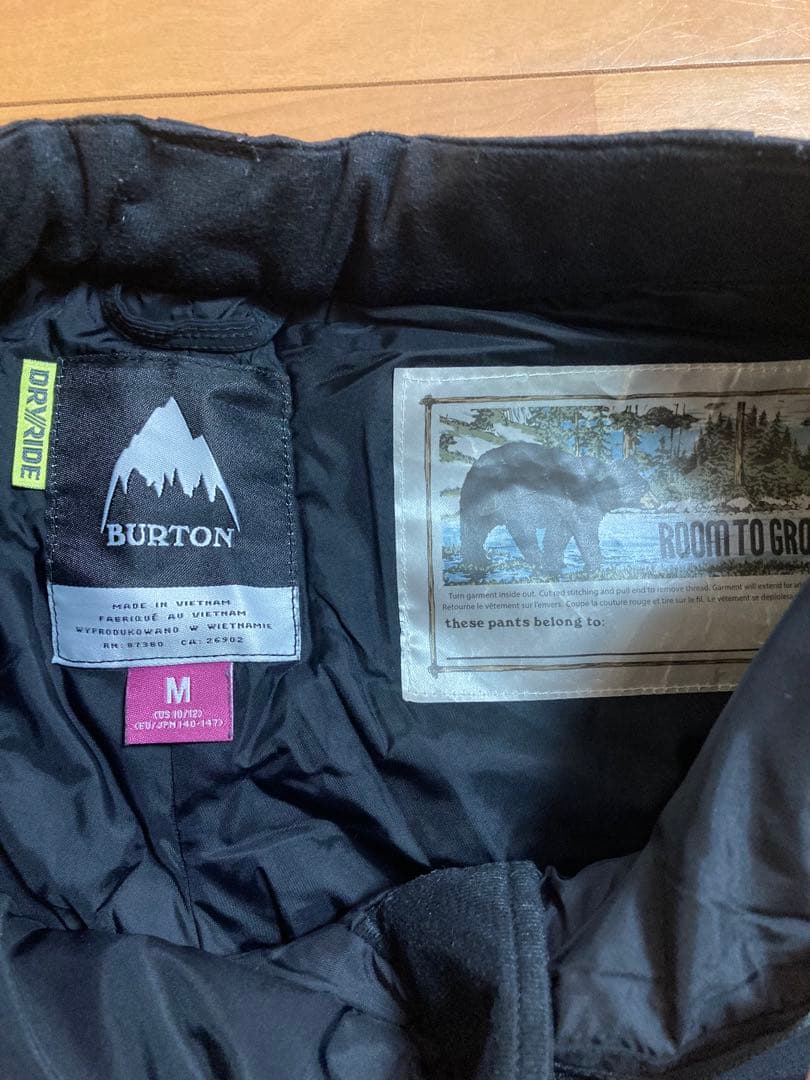 DRY//RIDE
BURTON
MADE IN VIETNAM
FABRIQUÉ AU VIETNAM
WYPRODUKOWANO W WIETNAMIE
RN: 87380 CA: 26902
M
(US 10/12)
(EU/JPN 140-147)
ROOM TO GRO
Turn garment inside out. Cut red stitching and pull end to remove thread. Garment will extend for
Retourne le vêtement sur l'envers. Coupe la couture rouge et tire sur le fil. Le vêtement se deploiera
these pants belong to: